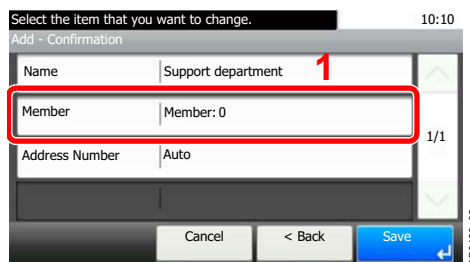 Select the item that you want to change. 10:10
Add - Confirmation
Name Support department 1
Member Member: 0
1/1
Address Number Auto
Cancel < Back Save